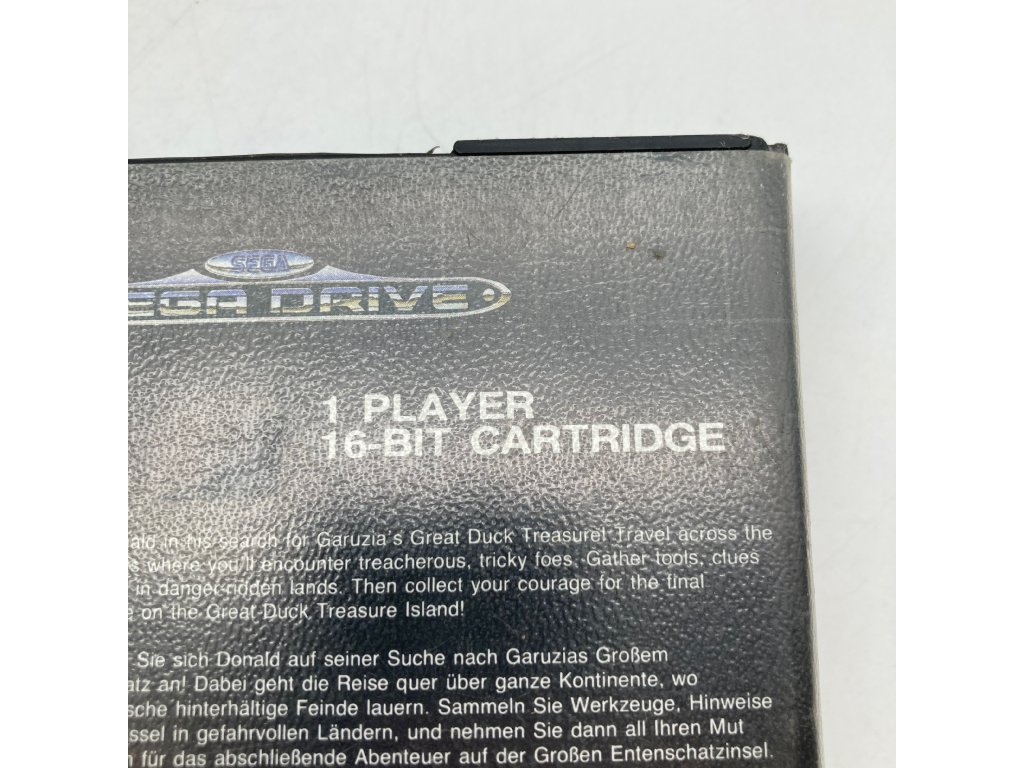 SEGA
EGA DRIVE
1 PLAYER
16-BIT CARTRIDGE
ald in his search for Garuzia's Great Duck Treasure! Travel across the
s where you'll encounter treacherous, tricky foes. Gather tools, clues
in danger-ridden lands. Then collect your courage for the final
e on the Great Duck Treasure Island!
Sie sich Donald auf seiner Suche nach Garuzias Großem
atz an! Dabei geht die Reise quer über ganze Kontinente, wo
sche hinterhältige Feinde lauern. Sammeln Sie Werkzeuge, Hinweise
ssel in gefahrvollen Ländern, und nehmen Sie dann all Ihren Mut
n für das abschließende Abenteuer auf der Großen Entenschatzinsel.